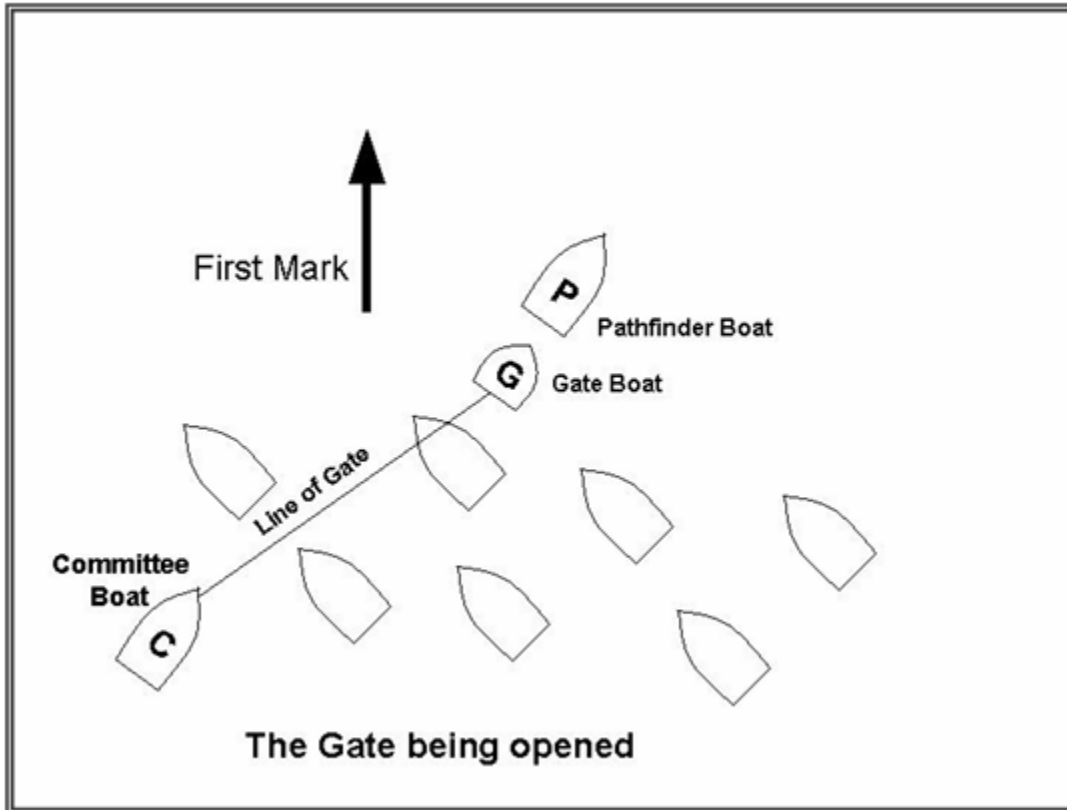 First Mark
P
Pathfinder Boat
G
Gate Boat
Line of Gate
Committee
Boat
C
The Gate being opened